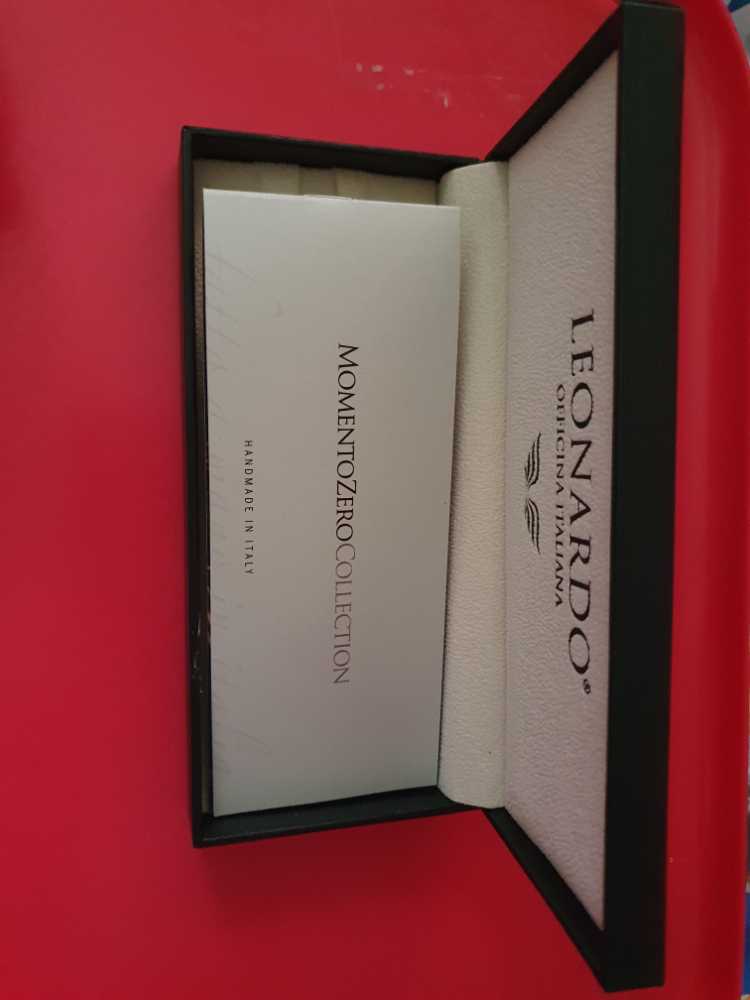 LEONARDO®
OFFICINA ITALIANA
MOMENTOZEROCOLLECTION
HANDMADE IN ITALY